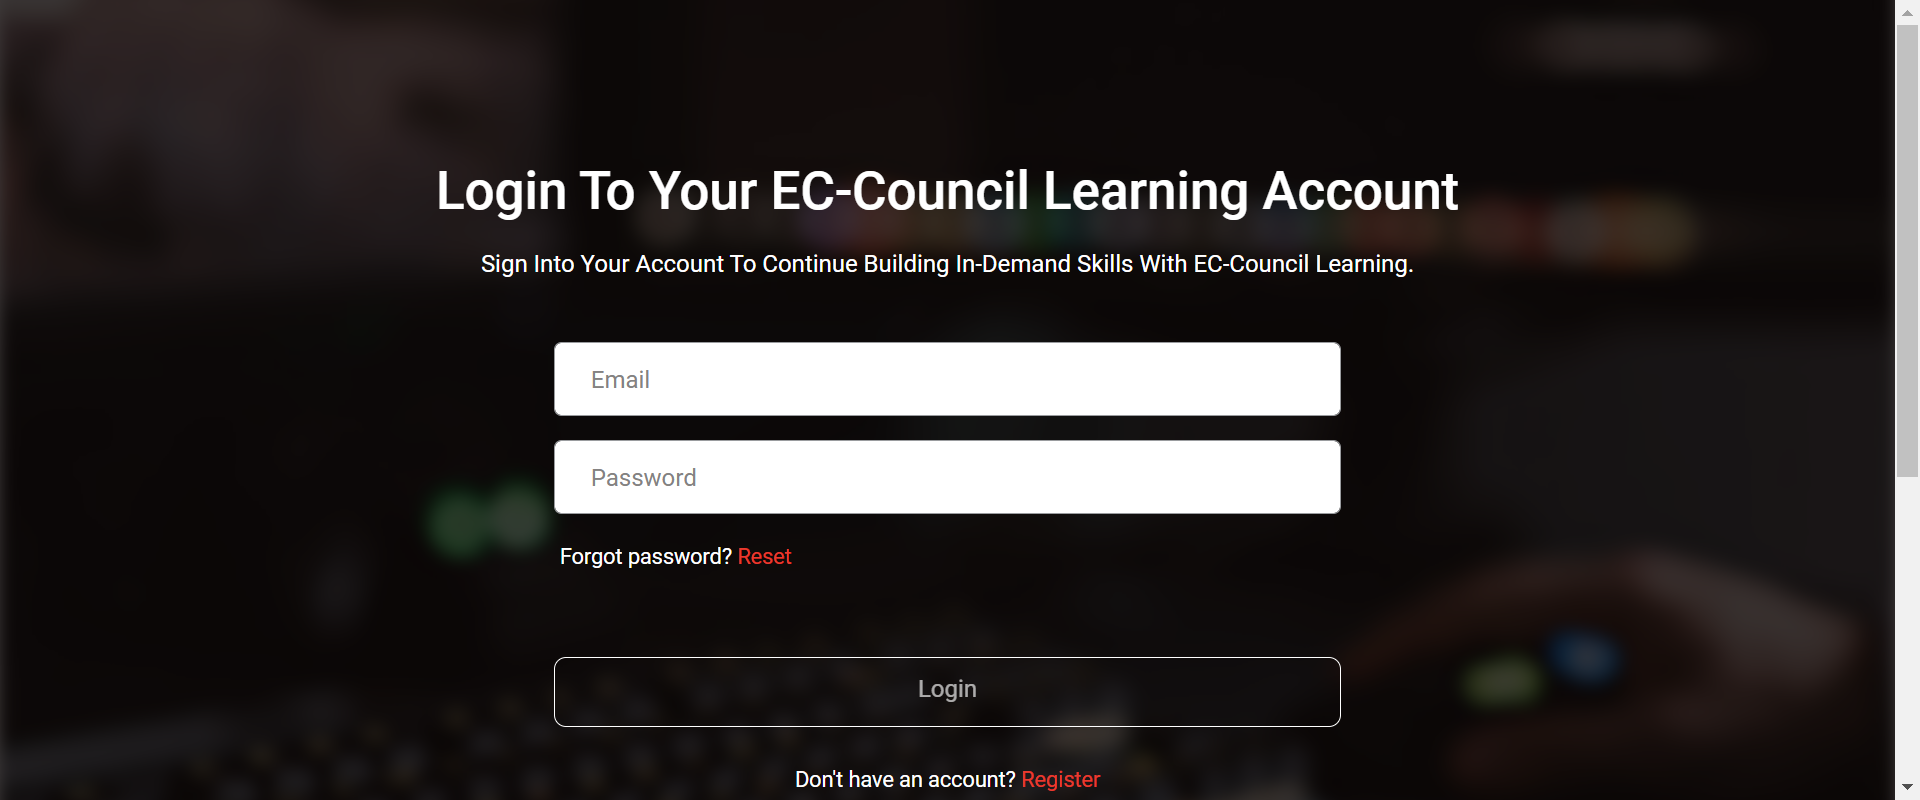 Login To Your EC-Council Learning Account
Sign Into Your Account To Continue Building In-Demand Skills With EC-Council Learning.
Email
Password
Forgot password? Reset
Login
Don't have an account? Register